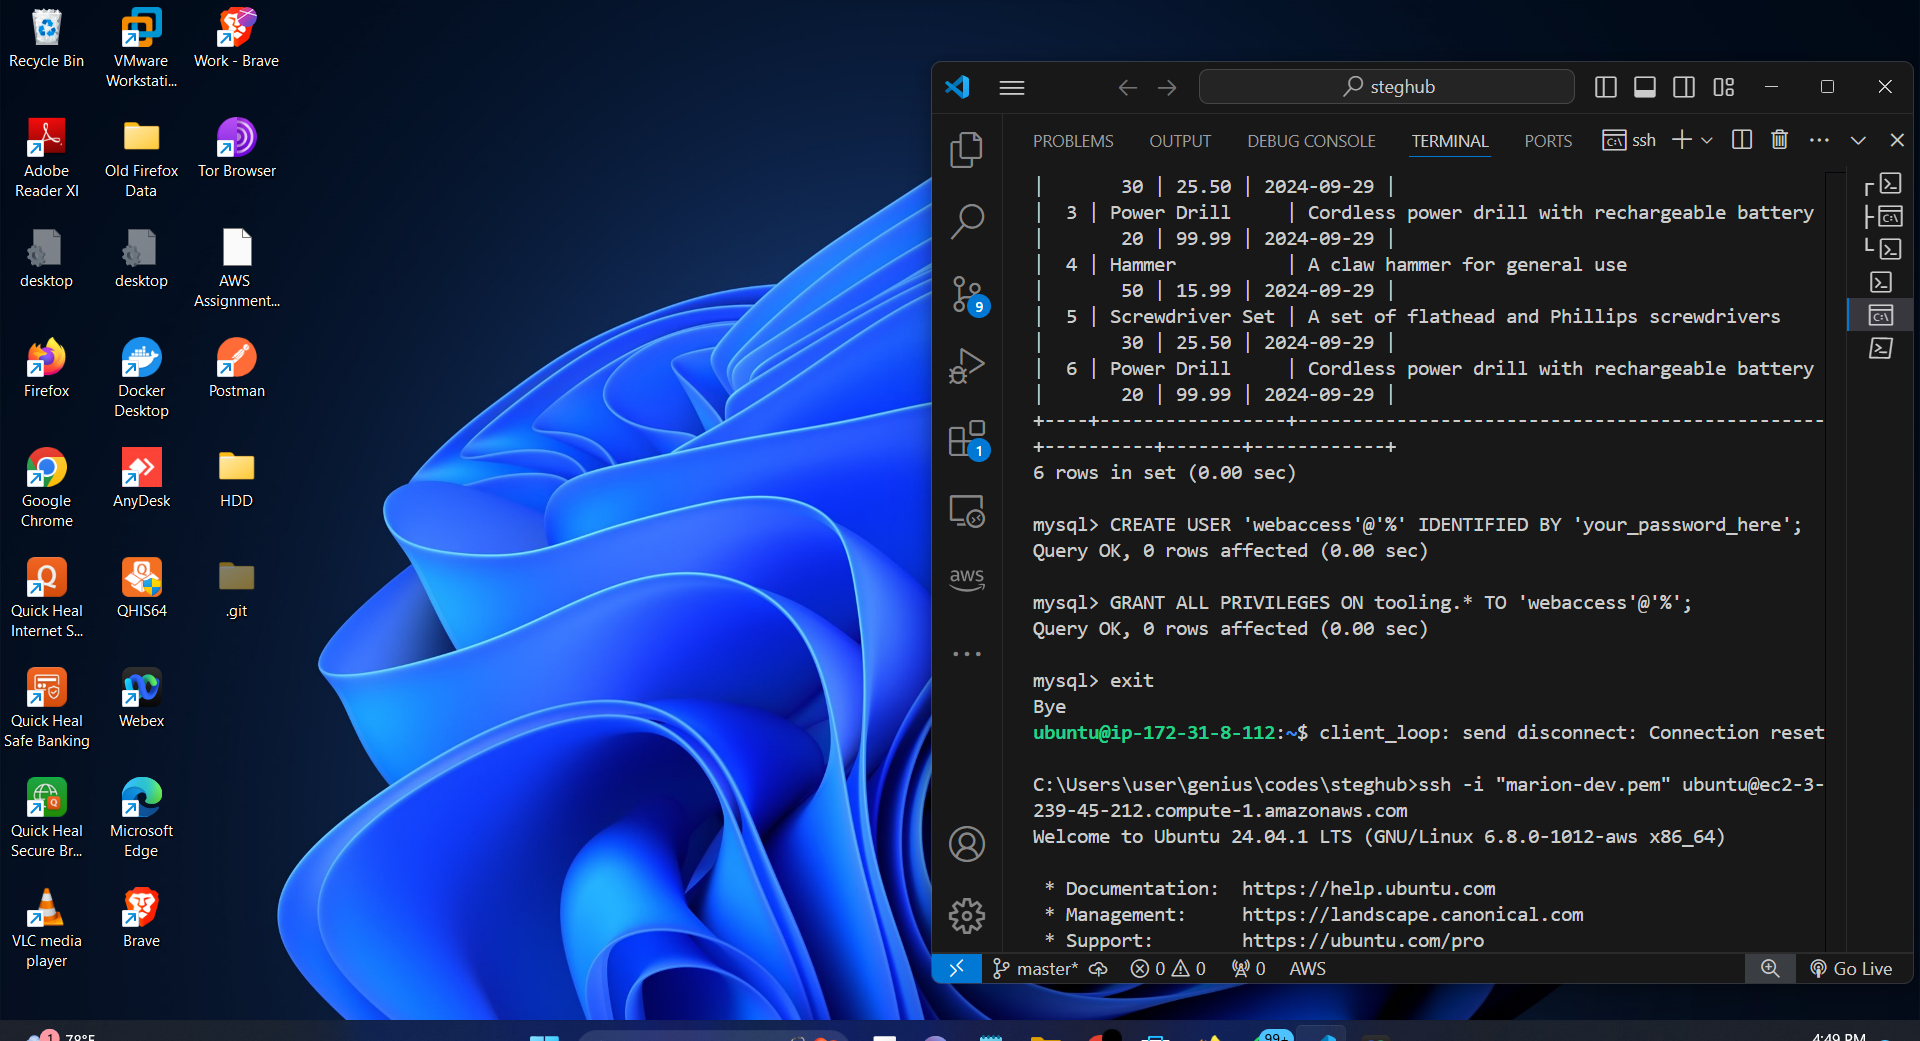 Recycle Bin
VMware
Workstati...
Work - Brave
Adobe
Reader XI
Old Firefox
Data
Tor Browser
desktop
desktop
AWS
Assignment...
Firefox
Docker
Desktop
Postman
Google
Chrome
AnyDesk
HDD
Quick Heal
Internet S...
QHIS64
.git
Quick Heal
Safe Banking
Webex
Quick Heal
Secure Br...
Microsoft
Edge
VLC media
player
Brave
steghub
PROBLEMS OUTPUT DEBUG CONSOLE TERMINAL PORTS ssh
9
1
aws
| 30 | 25.50 | 2024-09-29 |
| 3 | Power Drill | Cordless power drill with rechargeable battery
| 20 | 99.99 | 2024-09-29 |
| 4 | Hammer | A claw hammer for general use
| 50 | 15.99 | 2024-09-29 |
| 5 | Screwdriver Set | A set of flathead and Phillips screwdrivers
| 30 | 25.50 | 2024-09-29 |
| 6 | Power Drill | Cordless power drill with rechargeable battery
| 20 | 99.99 | 2024-09-29 |
+----+-----------------+------------------------------------------------
+----------+-------+------------+
6 rows in set (0.00 sec)
mysql> CREATE USER 'webaccess'@'%' IDENTIFIED BY 'your_password_here';
Query OK, 0 rows affected (0.00 sec)
mysql> GRANT ALL PRIVILEGES ON tooling.* TO 'webaccess'@'%';
Query OK, 0 rows affected (0.00 sec)
mysql> exit
Bye
ubuntu@ip-172-31-8-112:~$ client_loop: send disconnect: Connection reset
C:\Users\user\genius\codes\steghub>ssh -i "marion-dev.pem" ubuntu@ec2-3-
239-45-212.compute-1.amazonaws.com
Welcome to Ubuntu 24.04.1 LTS (GNU/Linux 6.8.0-1012-aws x86_64)
* Documentation: https://help.ubuntu.com
* Management: https://landscape.canonical.com
* Support: https://ubuntu.com/pro
master* 0 0 0 AWS Go Live
1 78°F
99+
4:49 PM